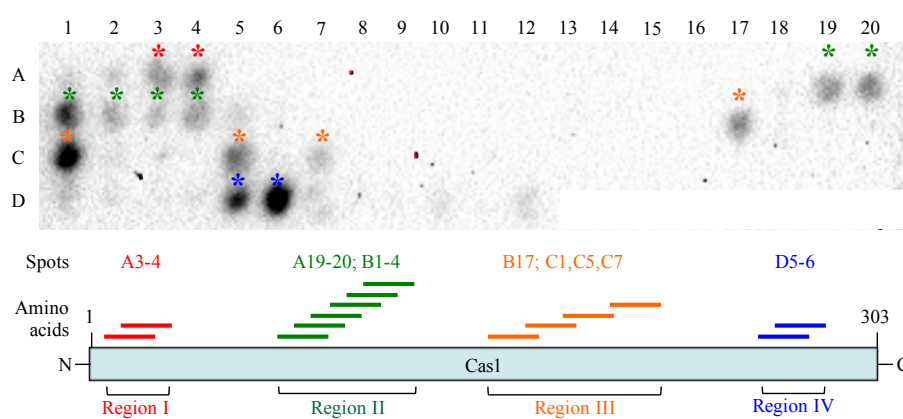 1 2 3 4 5 6 7 8 9 10 11 12 13 14 15 17 19 20
* *
A * *
* * * * *
B
* * *
C
* *
D
Spots A3-4 A19-20; B1-4 B17; C1,C5,C7 D5-6
Amino
acids
1 303
N Cas1 C
Region I Region II Region III Region IV